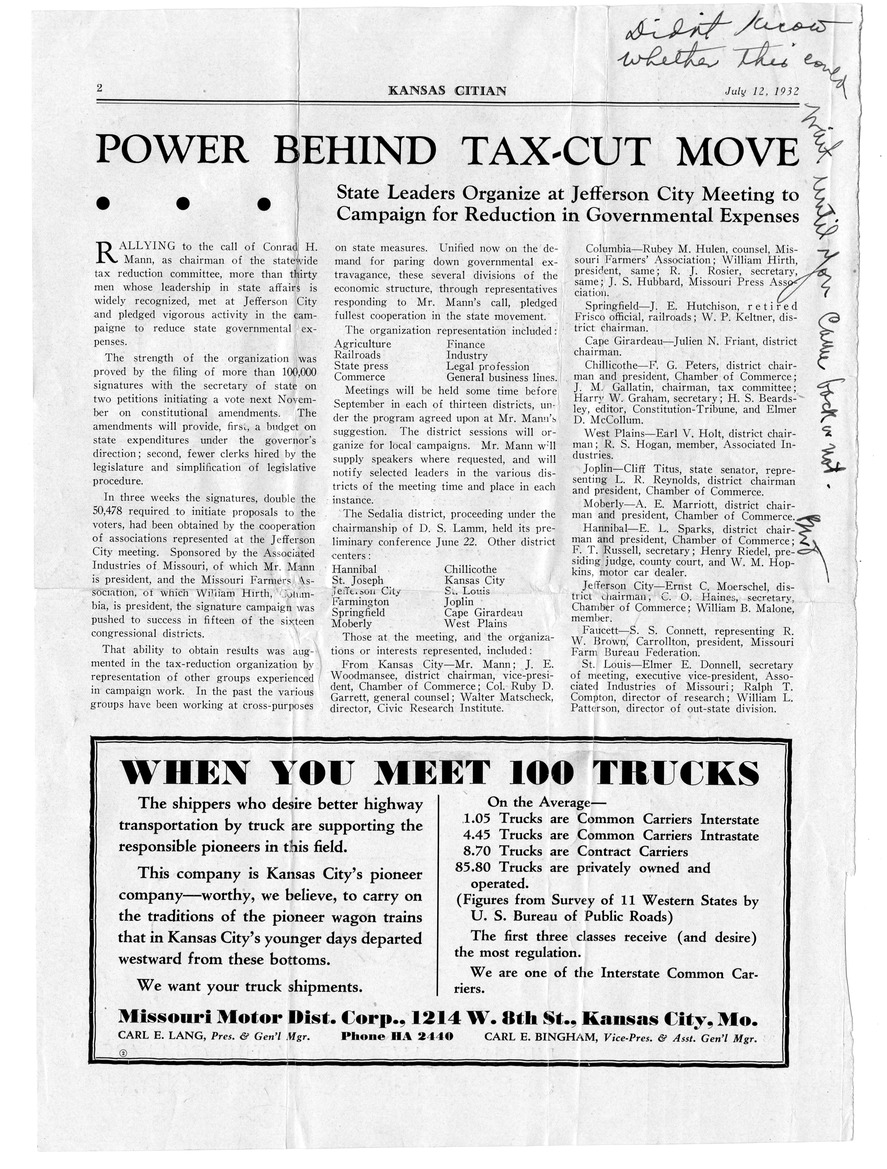 Didn't know
whether this could
wait until you came back or not.
2
KANSAS CITIAN
July 12, 1932
POWER BEHIND TAX-CUT MOVE
State Leaders Organize at Jefferson City Meeting to
Campaign for Reduction in Governmental Expenses
RALLYING to the call of Conrad H.
Mann, as chairman of the statewide
tax reduction committee, more than thirty
men whose leadership in state affairs is
widely recognized, met at Jefferson City
and pledged vigorous activity in the cam-
paigne to reduce state governmental ex-
penses.
The strength of the organization was
proved by the filing of more than 100,000
signatures with the secretary of state on
two petitions initiating a vote next Novem-
ber on constitutional amendments. The
amendments will provide, first, a budget on
state expenditures under the governor's
direction; second, fewer clerks hired by the
legislature and simplification of legislative
procedure.
In three weeks the signatures, double the
50,478 required to initiate proposals to the
voters, had been obtained by the cooperation
of associations represented at the Jefferson
City meeting. Sponsored by the Associated
Industries of Missouri, of which Mr. Mann
is president, and the Missouri Farmers As-
sociation, of which William Hirth, Colum-
bia, is president, the signature campaign was
pushed to success in fifteen of the sixteen
congressional districts.
That ability to obtain results was aug-
mented in the tax-reduction organization by
representation of other groups experienced
in campaign work. In the past the various
groups have been working at cross-purposes
on state measures. Unified now on the de-
mand for paring down governmental ex-
travagance, these several divisions of the
economic structure, through representatives
responding to Mr. Mann's call, pledged
fullest cooperation in the state movement.
The organization representation included:
Agriculture Finance
Railroads Industry
State press Legal profession
Commerce General business lines.
Meetings will be held some time before
September in each of thirteen districts, un-
der the program agreed upon at Mr. Mann's
suggestion. The district sessions will or-
ganize for local campaigns. Mr. Mann will
supply speakers where requested, and will
notify selected leaders in the various dis-
tricts of the meeting time and place in each
instance.
The Sedalia district, proceeding under the
chairmanship of D. S. Lamm, held its pre-
liminary conference June 22. Other district
centers:
Hannibal Chillicothe
St. Joseph Kansas City
Jefferson City St. Louis
Farmington Joplin
Springfield Cape Girardeau
Moberly West Plains
Those at the meeting, and the organiza-
tions or interests represented, included:
From Kansas City—Mr. Mann; J. E.
Woodmansee, district chairman, vice-presi-
dent, Chamber of Commerce; Col. Ruby D.
Garrett, general counsel; Walter Matscheck,
director, Civic Research Institute.
Columbia—Rubey M. Hulen, counsel, Mis-
souri Farmers' Association; William Hirth,
president, same; R. J. Rosier, secretary,
same; J. S. Hubbard, Missouri Press Asso-
ciation.
Springfield—J. E. Hutchison, retired
Frisco official, railroads; W. P. Keltner, dis-
trict chairman.
Cape Girardeau—Julien N. Friant, district
chairman.
Chillicothe—F. G. Peters, district chair-
man and president, Chamber of Commerce;
J. M. Gallatin, chairman, tax committee;
Harry W. Graham, secretary; H. S. Beards-
ley, editor, Constitution-Tribune, and Elmer
D. McCollum.
West Plains—Earl V. Holt, district chair-
man; R. S. Hogan, member, Associated In-
dustries.
Joplin—Cliff Titus, state senator, repre-
senting L. R. Reynolds, district chairman
and president, Chamber of Commerce.
Moberly—A. E. Marriott, district chair-
man and president, Chamber of Commerce.
Hannibal—E. L. Sparks, district chair-
man and president, Chamber of Commerce;
F. T. Russell, secretary; Henry Riedel, pre-
siding judge, county court, and W. M. Hop-
kins, motor car dealer.
Jefferson City—Ernst C. Moerschel, dis-
trict chairman; C. O. Haines, secretary,
Chamber of Commerce; William B. Malone,
member.
Faucett—S. S. Connett, representing R.
W. Brown, Carrollton, president, Missouri
Farm Bureau Federation.
St. Louis—Elmer E. Donnell, secretary
of meeting, executive vice-president, Asso-
ciated Industries of Missouri; Ralph T.
Compton, director of research; William L.
Patterson, director of out-state division.
WHEN YOU MEET 100 TRUCKS
The shippers who desire better highway
transportation by truck are supporting the
responsible pioneers in this field.
This company is Kansas City's pioneer
company—worthy, we believe, to carry on
the traditions of the pioneer wagon trains
that in Kansas City's younger days departed
westward from these bottoms.
We want your truck shipments.
On the Average—
1.05 Trucks are Common Carriers Interstate
4.45 Trucks are Common Carriers Intrastate
8.70 Trucks are Contract Carriers
85.80 Trucks are privately owned and
operated.
(Figures from Survey of 11 Western States by
U. S. Bureau of Public Roads)
The first three classes receive (and desire)
the most regulation.
We are one of the Interstate Common Car-
riers.
Missouri Motor Dist. Corp., 1214 W. 8th St., Kansas City, Mo.
CARL E. LANG, Pres. & Gen'l Mgr. Phone HA 2440 CARL E. BINGHAM, Vice-Pres. & Asst. Gen'l Mgr.